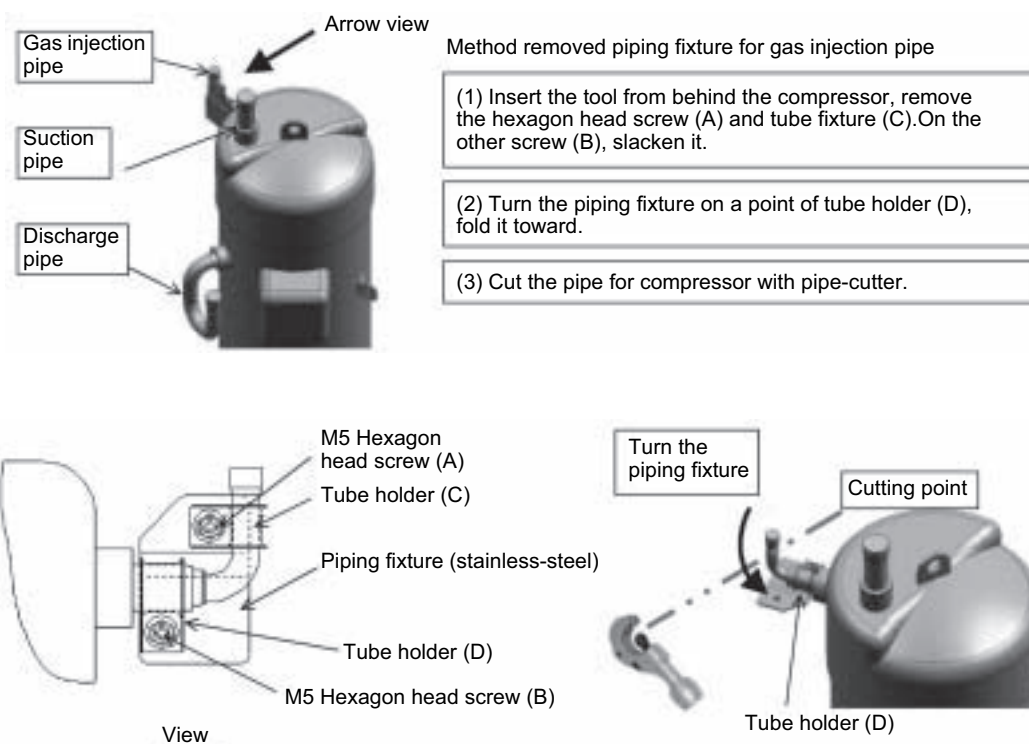 Gas injection
pipe
Arrow view
Suction
pipe
Discharge
pipe
Method removed piping fixture for gas injection pipe
(1) Insert the tool from behind the compressor, remove
the hexagon head screw (A) and tube fixture (C).On the
other screw (B), slacken it.
(2) Turn the piping fixture on a point of tube holder (D),
fold it toward.
(3) Cut the pipe for compressor with pipe-cutter.
M5 Hexagon
head screw (A)
Tube holder (C)
Piping fixture (stainless-steel)
Tube holder (D)
M5 Hexagon head screw (B)
View
Turn the
piping fixture
Cutting point
Tube holder (D)